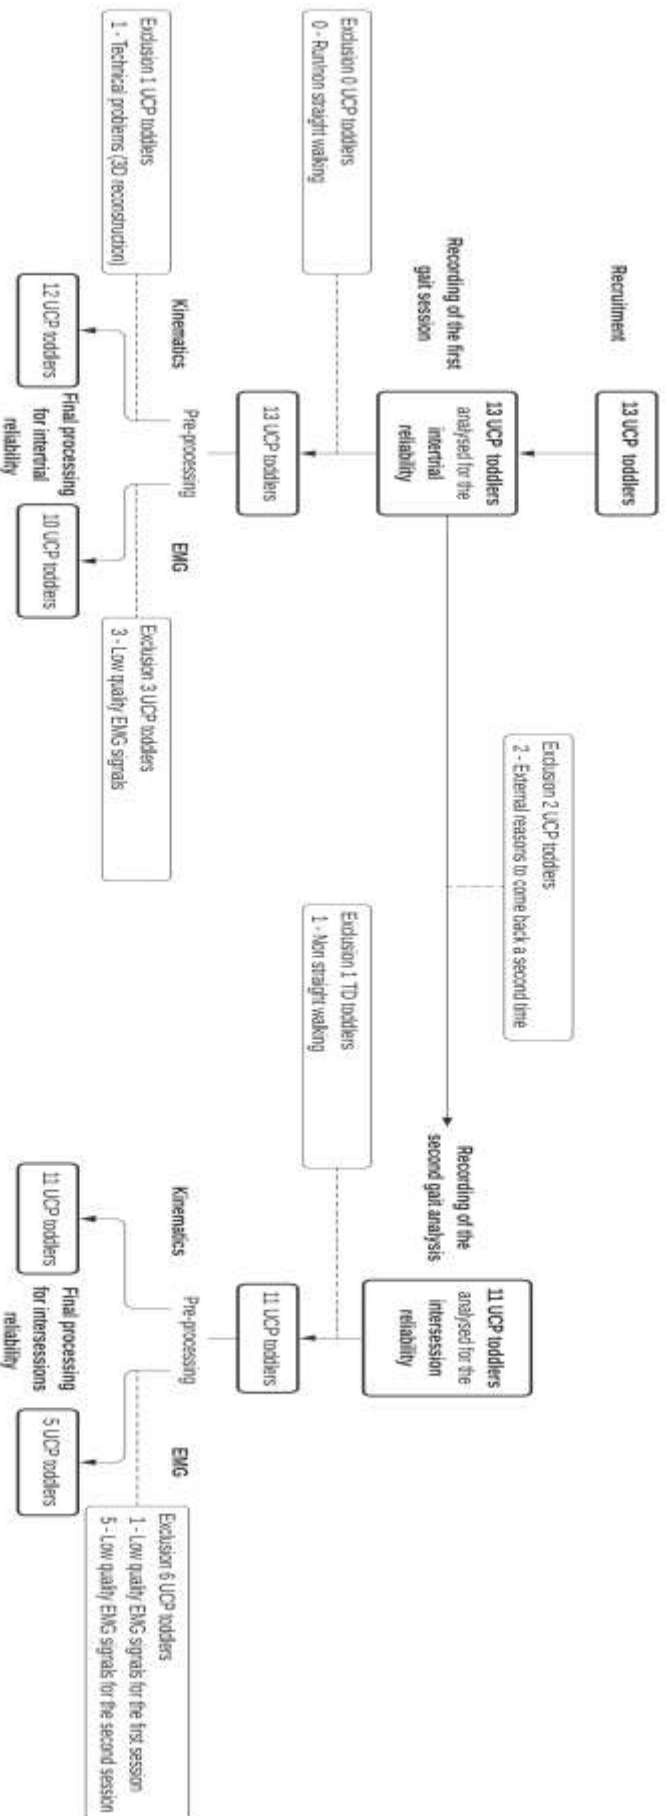 Recruitment
13 UCP toddlers
Recording of the first
gait session
13 UCP toddlers
analysed for the
intertrial
reliability
Exclusion 2 UCP toddlers
2 - External reasons to come back a second time
Recording of the
second gait analysis
11 UCP toddlers
analysed for the
intersession
reliability
Exclusion 0 UCP toddlers
0 - Run/non straight walking
Exclusion 1 TD toddlers
1 - Non straight walking
13 UCP toddlers
11 UCP toddlers
Exclusion 1 UCP toddlers
1 - Technical problems (3D reconstruction)
Kinematics
Pre-processing
EMG
Exclusion 3 UCP toddlers
3 - Low quality EMG signals
Kinematics
Pre-processing
EMG
Exclusion 6 UCP toddlers
1 - Low quality EMG signals for the first session
5 - Low quality EMG signals for the second session
12 UCP toddlers
Final processing
for intertrial
reliability
10 UCP toddlers
11 UCP toddlers
Final processing
for intersessions
reliability
5 UCP toddlers